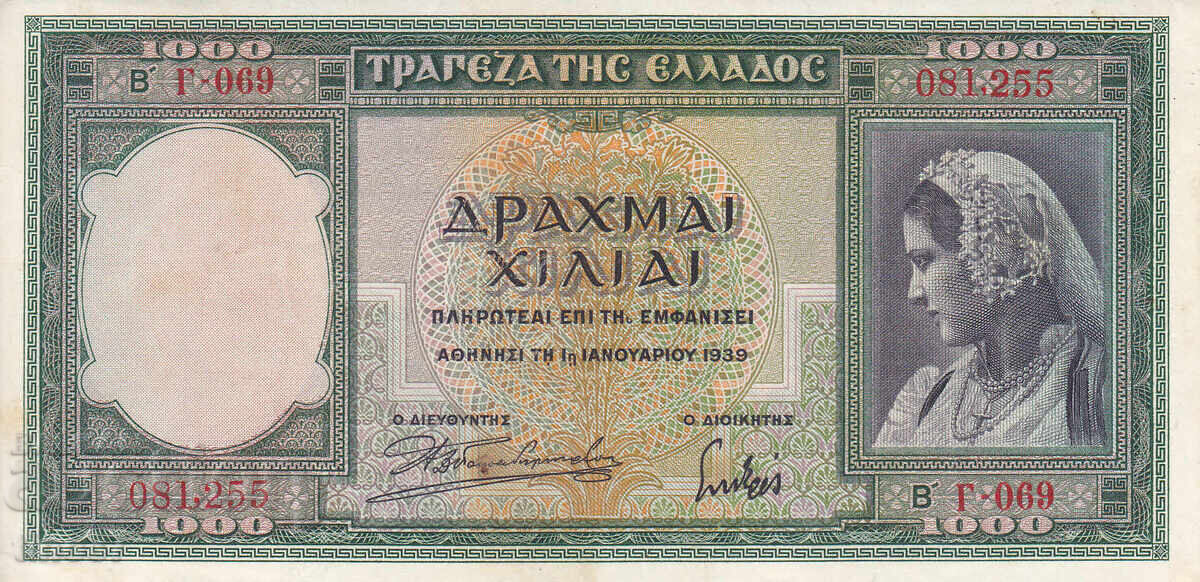 1000 1000
Β΄ Γ-069 ΤΡΑΠΕΖΑ ΤΗΣ ΕΛΛΑΔΟΣ 081,255
ΔΡΑΧΜΑΙ
ΧΙΛΙΑΙ
ΠΛΗΡΩΤΕΑΙ ΕΠΙ ΤΗι ΕΜΦΑΝΙΣΕΙ
ΑΘΗΝΗΣΙ ΤΗ 1η ΙΑΝΟΥΑΡΙΟΥ 1939
Ο ΔΙΕΥΘΥΝΤΗΣ Ο ΔΙΟΙΚΗΤΗΣ
081,255 Β΄ Γ-069
1000 1000